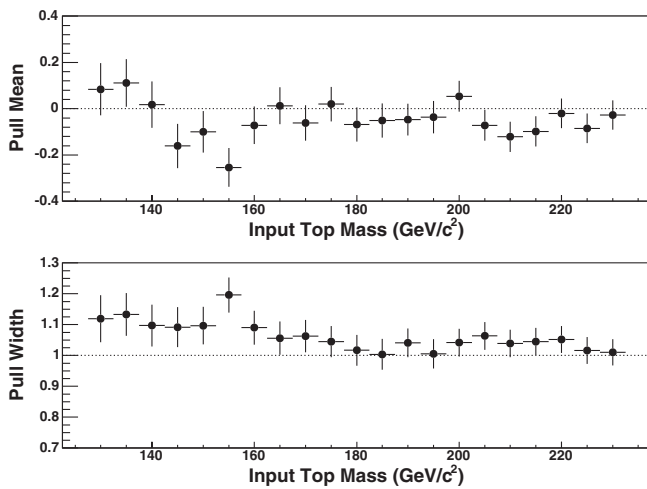 0.4
0.2
0
-0.2
-0.4
Pull Mean
140 160 180 200 220
Input Top Mass (GeV/c²)
1.3
1.2
1.1
1
0.9
0.8
0.7
Pull Width
140 160 180 200 220
Input Top Mass (GeV/c²)